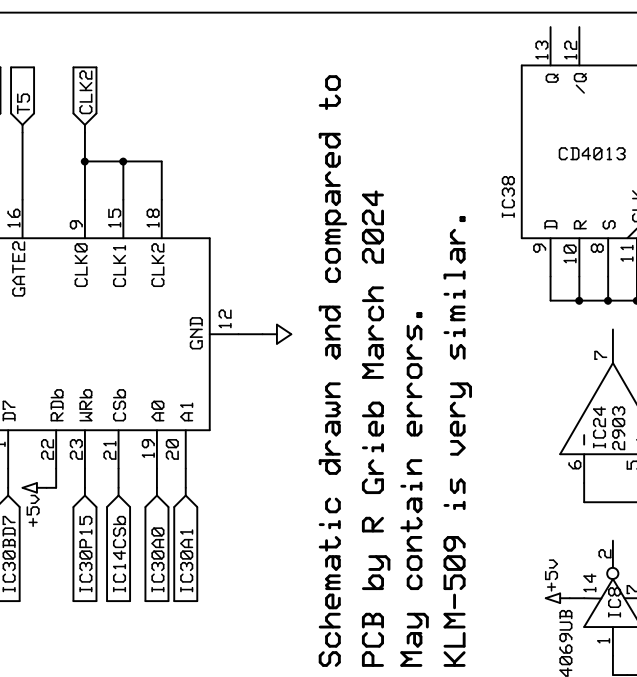 T5
CLK2
16
9
15
18
GATE2
CLK0
CLK1
CLK2
GND
12
D7
RDb
WRb
CSb
A0
A1
1
22
23
21
19
20
+5v
IC30BD7
IC30P15
IC14CSb
IC30A0
IC30A1
Schematic drawn and compared to
PCB by R Grieb March 2024
May contain errors.
KLM-509 is very similar.
13
12
Q
/Q
CD4013
IC38
D
R
S
CLK
9
10
8
11
7
IC24
2903
6
5
-
+5v
14
2
IC8
7
1
4069UB